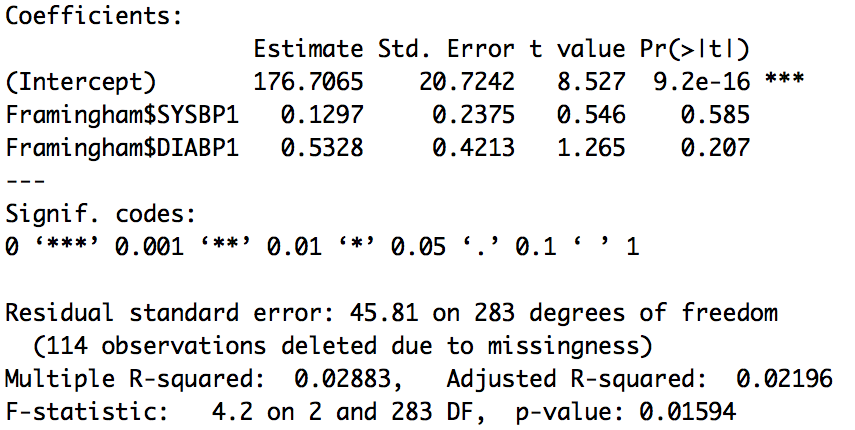 Coefficients:
Estimate Std. Error t value Pr(>|t|)
(Intercept) 176.7065 20.7242 8.527 9.2e-16 ***
Framingham$SYSBP1 0.1297 0.2375 0.546 0.585
Framingham$DIABP1 0.5328 0.4213 1.265 0.207
---
Signif. codes:
0 ‘***’ 0.001 ‘**’ 0.01 ‘*’ 0.05 ‘.’ 0.1 ‘ ’ 1
Residual standard error: 45.81 on 283 degrees of freedom
(114 observations deleted due to missingness)
Multiple R-squared: 0.02883, Adjusted R-squared: 0.02196
F-statistic: 4.2 on 2 and 283 DF, p-value: 0.01594